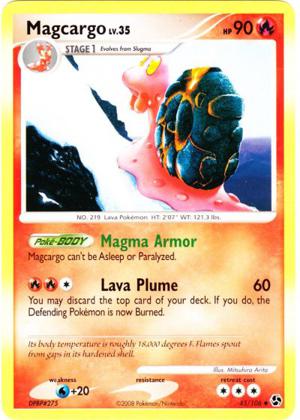 Magcargo LV.35 HP 90
STAGE 1 Evolves from Slugma
NO. 219 Lava Pokémon. HT: 2'07" WT: 121.3 lbs.
Poké-BODY Magma Armor
Magcargo can't be Asleep or Paralyzed.
Lava Plume 60
You may discard the top card of your deck. If you do, the
Defending Pokémon is now Burned.
Illus. Mitsuhiro Arita
Its body temperature is roughly 18,000 degrees F. Flames spout
from gaps in its hardened shell.
weakness resistance retreat cost
+20
DPBP#275 ©2008 Pokémon/Nintendo 43/106